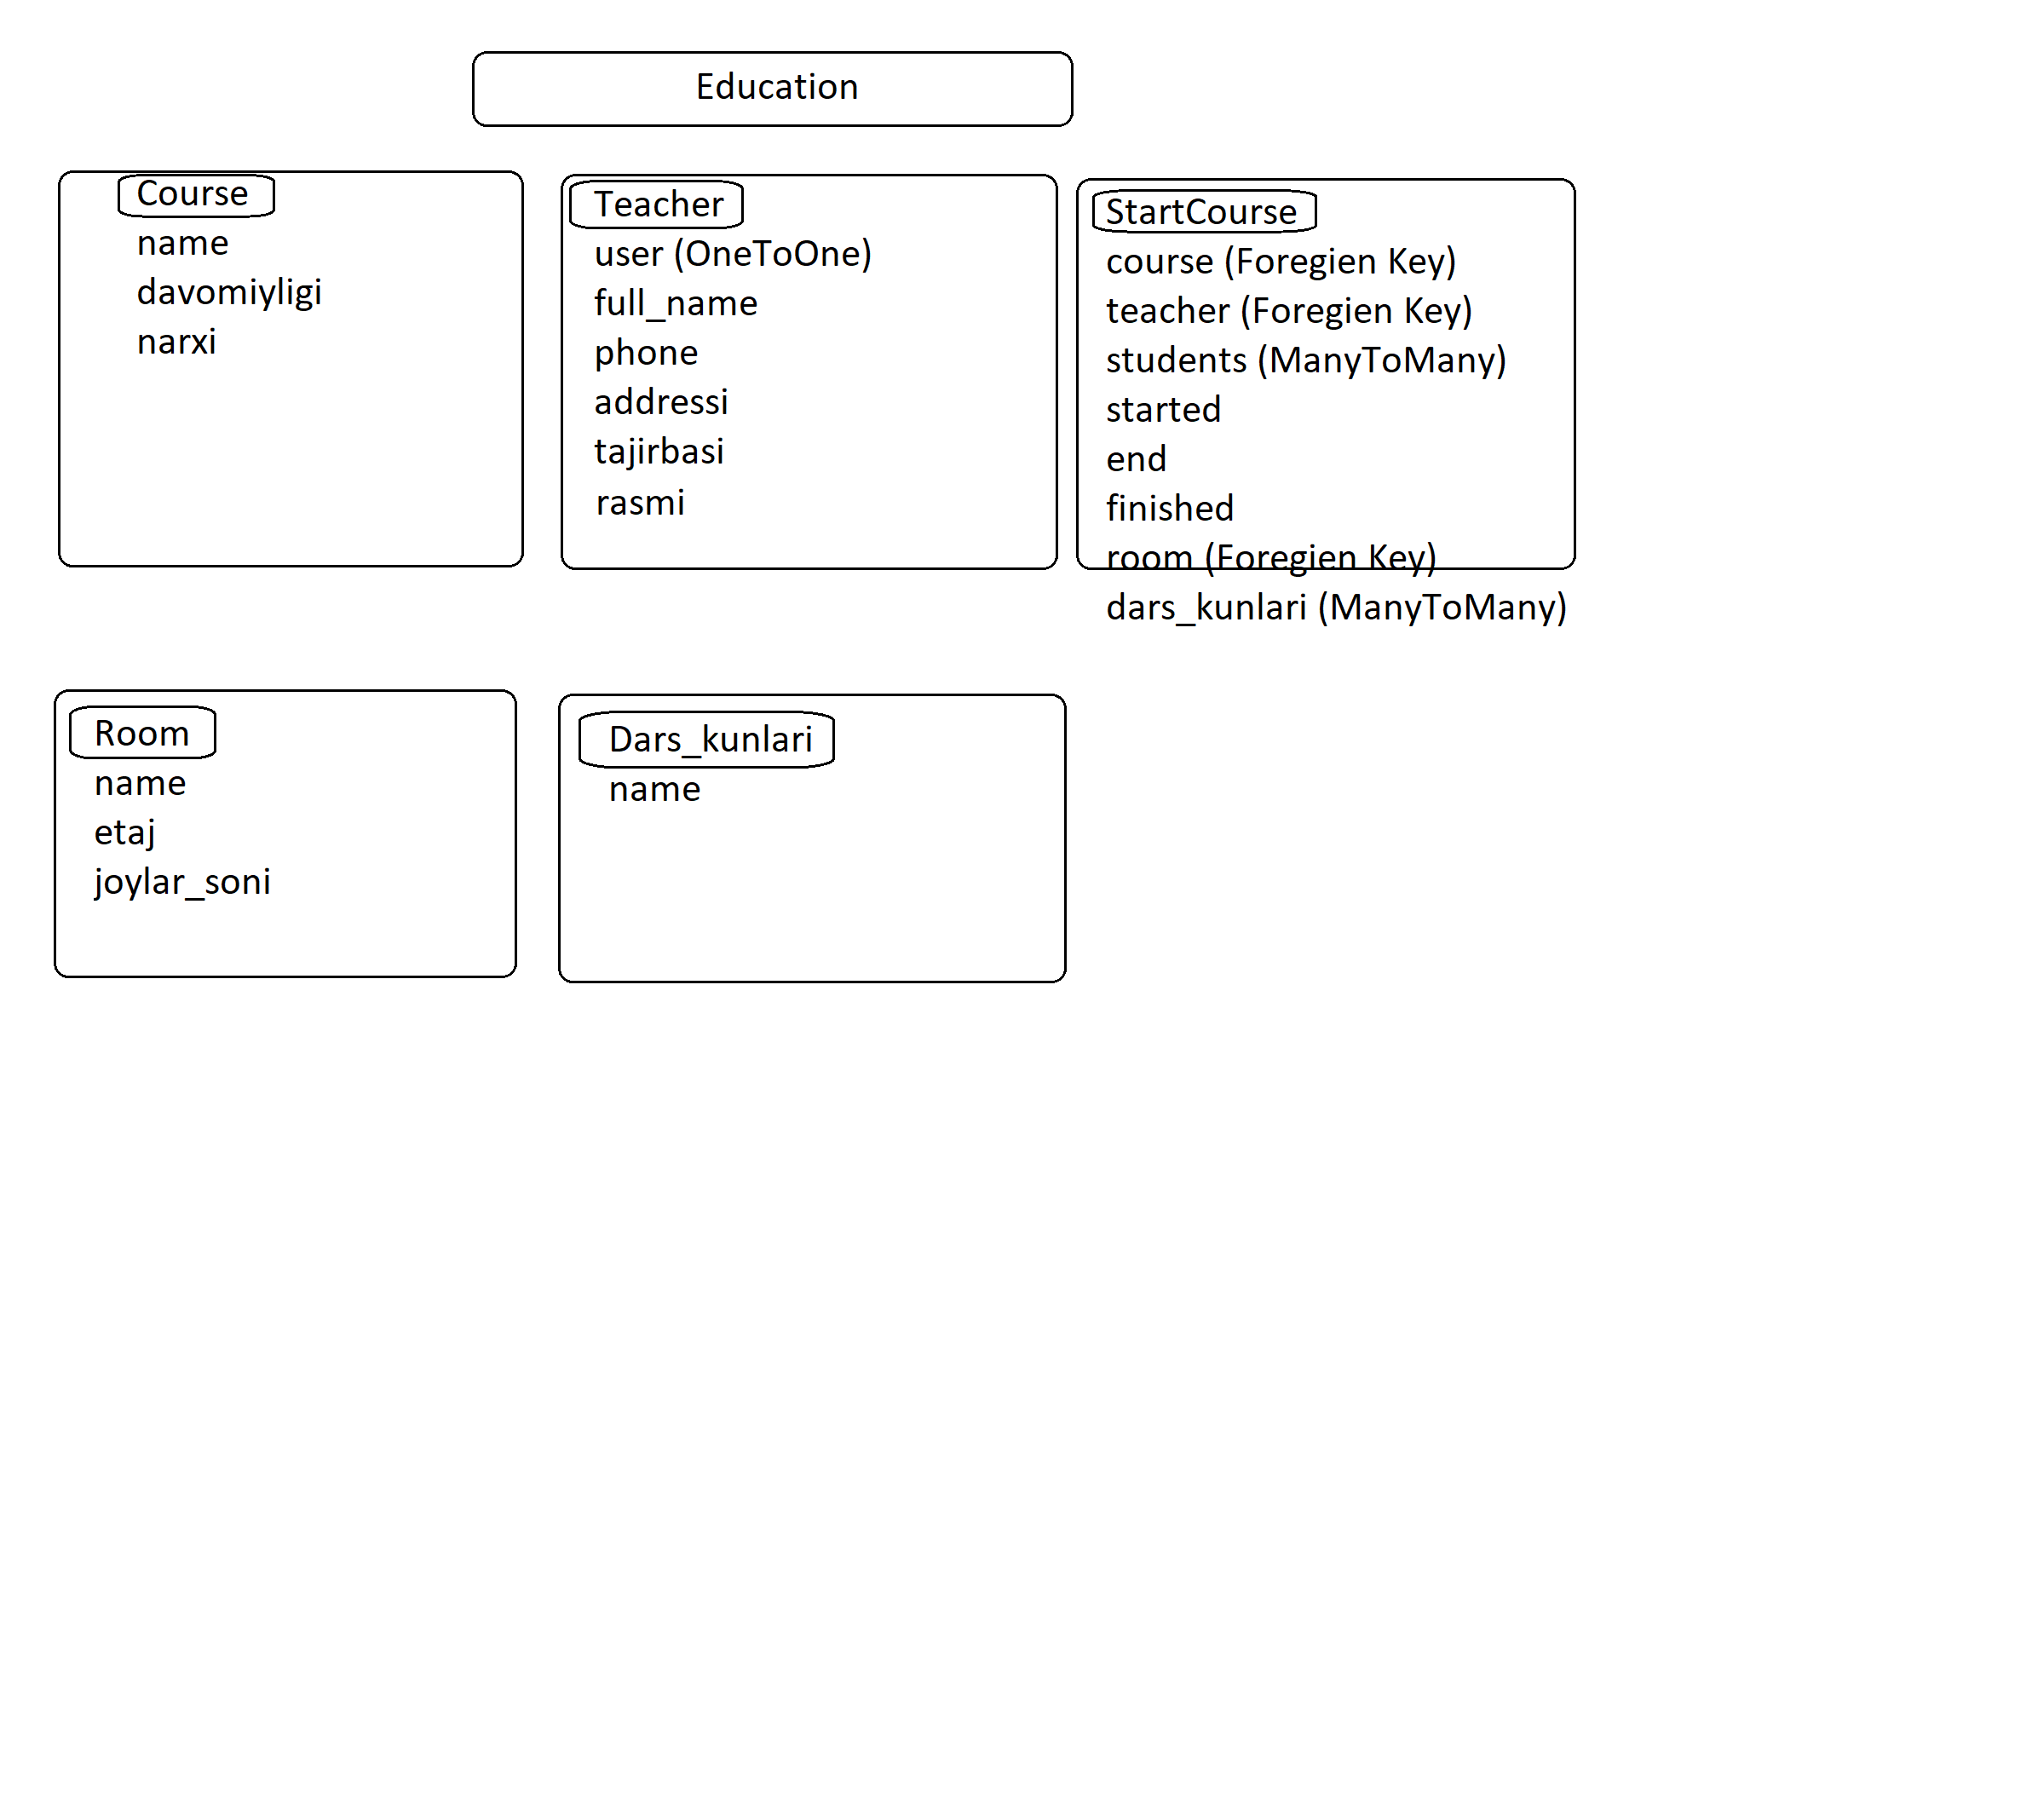 Education
Course
name
davomiyligi
narxi
Teacher
user (OneToOne)
full_name
phone
addressi
tajirbasi
rasmi
StartCourse
course (Foregien Key)
teacher (Foregien Key)
students (ManyToMany)
started
end
finished
room (Foregien Key)
dars_kunlari (ManyToMany)
Room
name
etaj
joylar_soni
Dars_kunlari
name